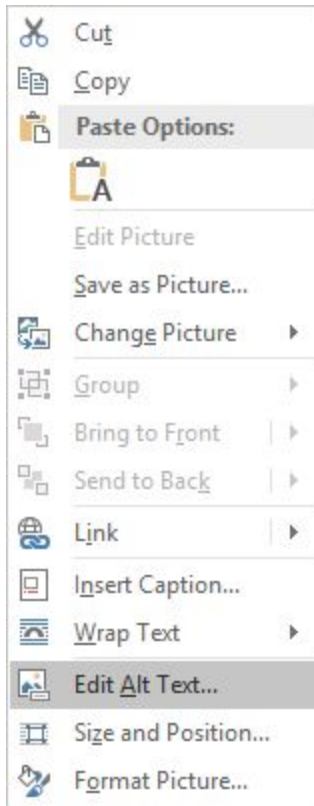 Cut
Copy
Paste Options:
A
Edit Picture
Save as Picture...
Change Picture
Group
Bring to Front
Send to Back
Link
Insert Caption...
Wrap Text
Edit Alt Text...
Size and Position...
Format Picture...